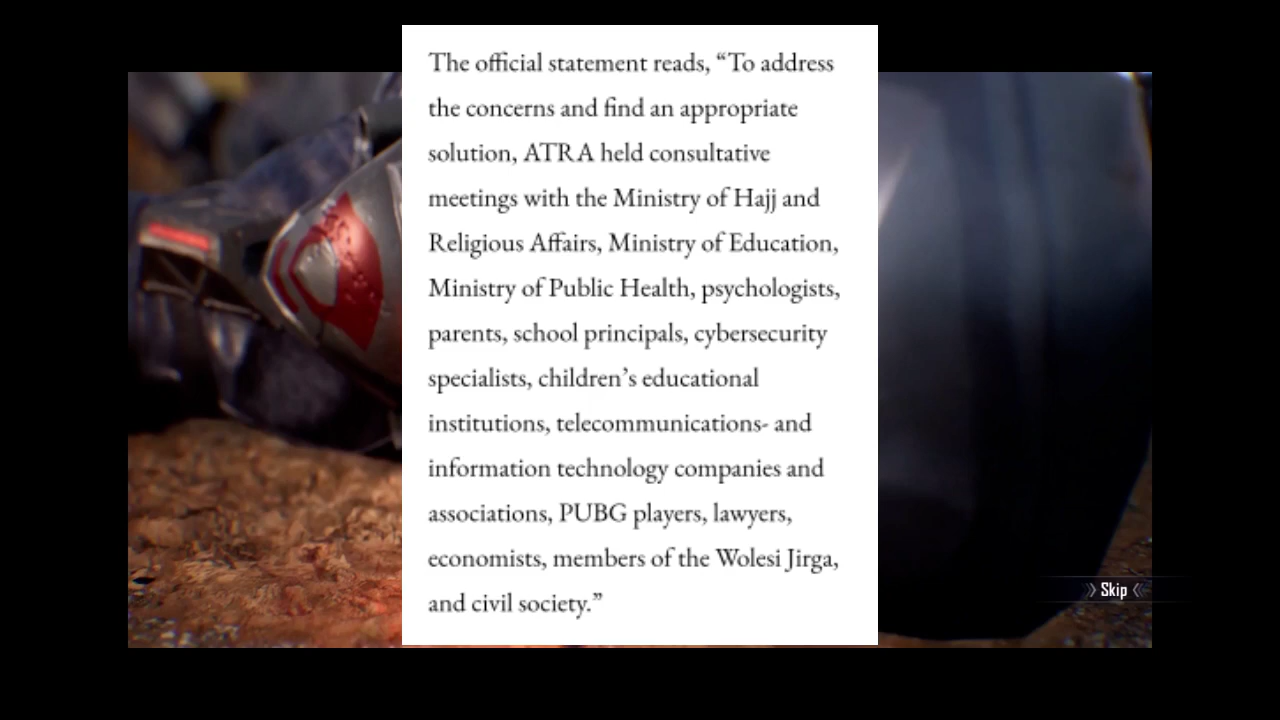 The official statement reads, “To address
the concerns and find an appropriate
solution, ATRA held consultative
meetings with the Ministry of Hajj and
Religious Affairs, Ministry of Education,
Ministry of Public Health, psychologists,
parents, school principals, cybersecurity
specialists, children’s educational
institutions, telecommunications- and
information technology companies and
associations, PUBG players, lawyers,
economists, members of the Wolesi Jirga,
and civil society.”
Skip